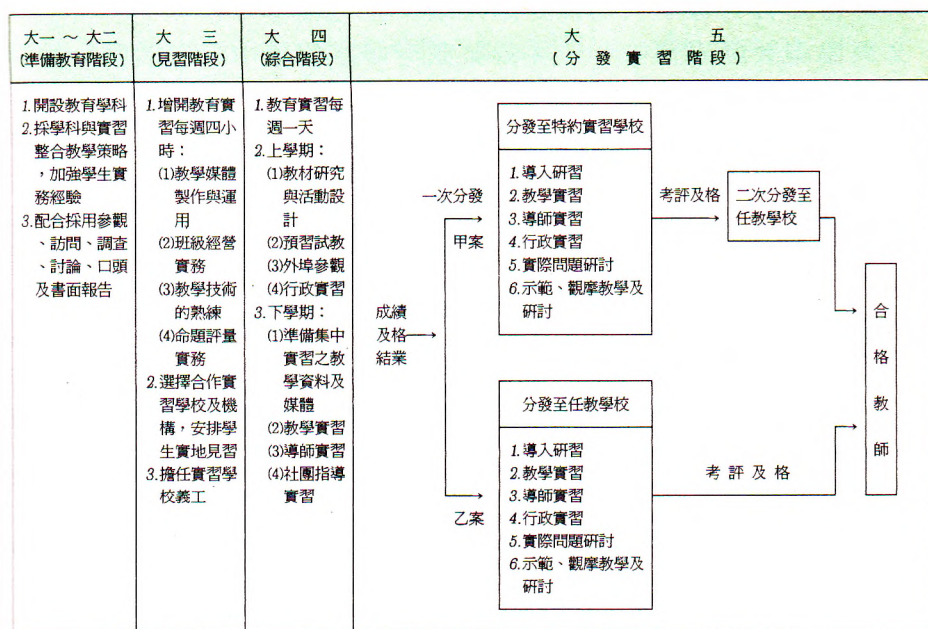 大一 ～ 大二
(準備教育階段)
大 三
(見習階段)
大 四
(綜合階段)
大 五
(分發實習階段)
1.開設教育學科
2.採學科與實習
整合教學策略
，加強學生實
務經驗
3.配合採用參觀
、訪問、調查
、討論、口頭
及書面報告
1.增開教育實
習每週四小
時：
(1)教學媒體
製作與運
用
(2)班級經營
實務
(3)教學技術
的熟練
(4)命題評量
實務
2.選擇合作實
習學校及機
構，安排學
生實地見習
3.擔任實習學
校義工
1.教育實習每
週一天
2.上學期：
(1)教材研究
與活動設
計
(2)預習試教
(3)外埠參觀
(4)行政實習
3.下學期：
(1)準備集中
實習之教
學資料及
媒體
(2)教學實習
(3)導師實習
(4)社團指導
實習
成績
及格
結業
一次分發
甲案
分發至特約實習學校
1.導入研習
2.教學實習
3.導師實習
4.行政實習
5.實際問題研討
6.示範、觀摩教學及
研討
考評及格
二次分發至
任教學校
乙案
分發至任教學校
1.導入研習
2.教學實習
3.導師實習
4.行政實習
5.實際問題研討
6.示範、觀摩教學及
研討
考評及格
合格教師